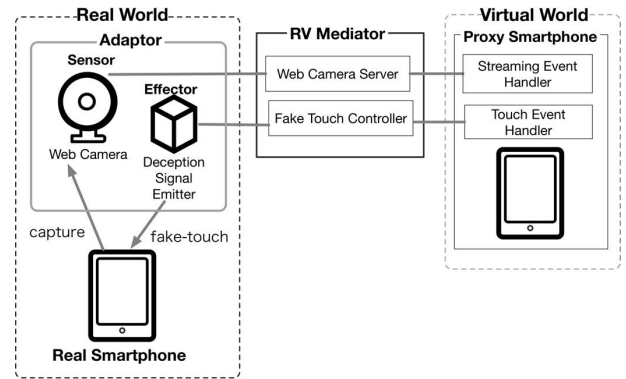 Real World
Adaptor
Sensor
Web Camera
Effector
Deception
Signal
Emitter
capture
fake-touch
Real Smartphone
RV Mediator
Web Camera Server
Fake Touch Controller
Virtual World
Proxy Smartphone
Streaming Event
Handler
Touch Event
Handler